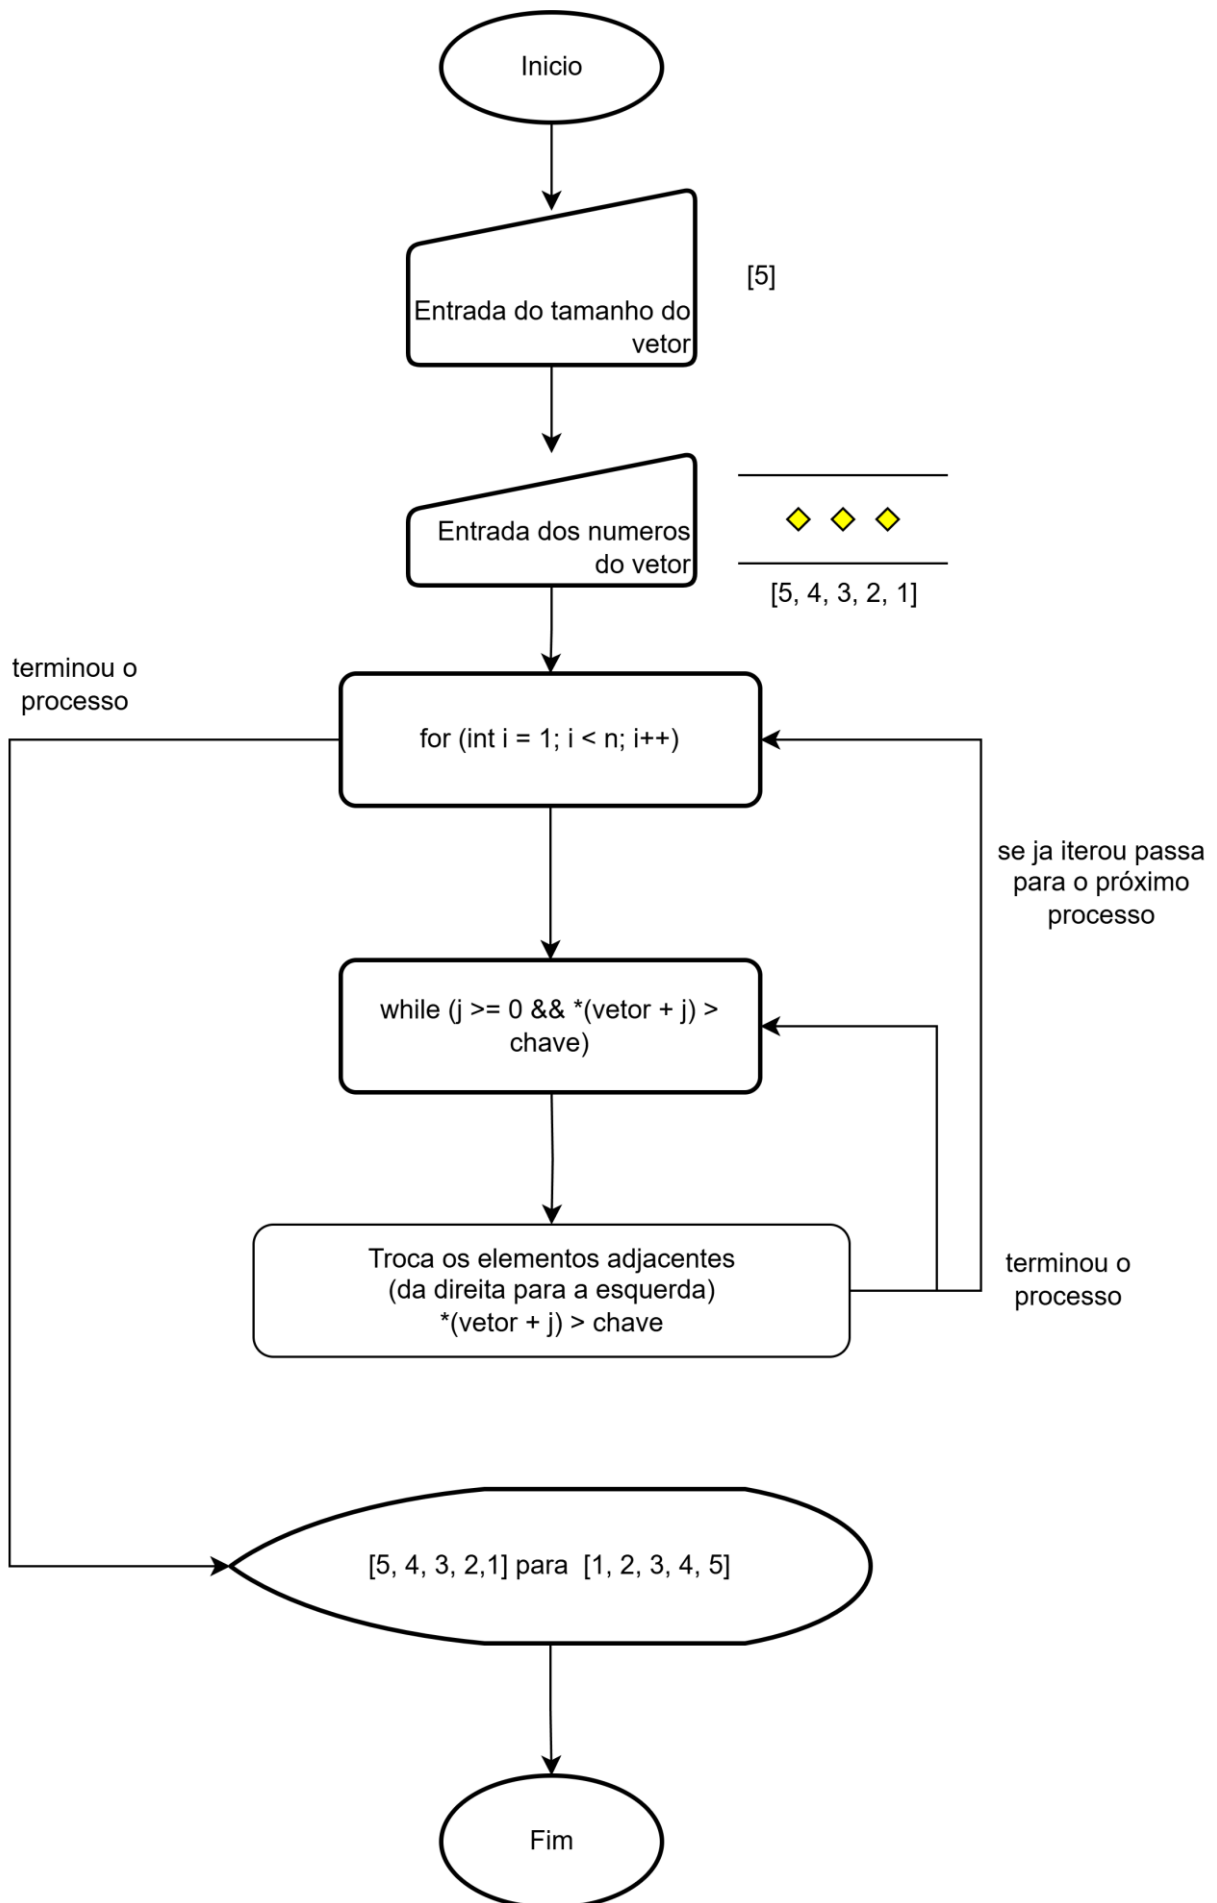 Inicio
Entrada do tamanho do
vetor
[5]
Entrada dos numeros
do vetor
[5, 4, 3, 2, 1]
terminou o
processo
for (int i = 1; i < n; i++)
se ja iterou passa
para o próximo
processo
while (j >= 0 && *(vetor + j) >
chave)
Troca os elementos adjacentes
(da direita para a esquerda)
*(vetor + j) > chave
terminou o
processo
[5, 4, 3, 2,1] para  [1, 2, 3, 4, 5]
Fim